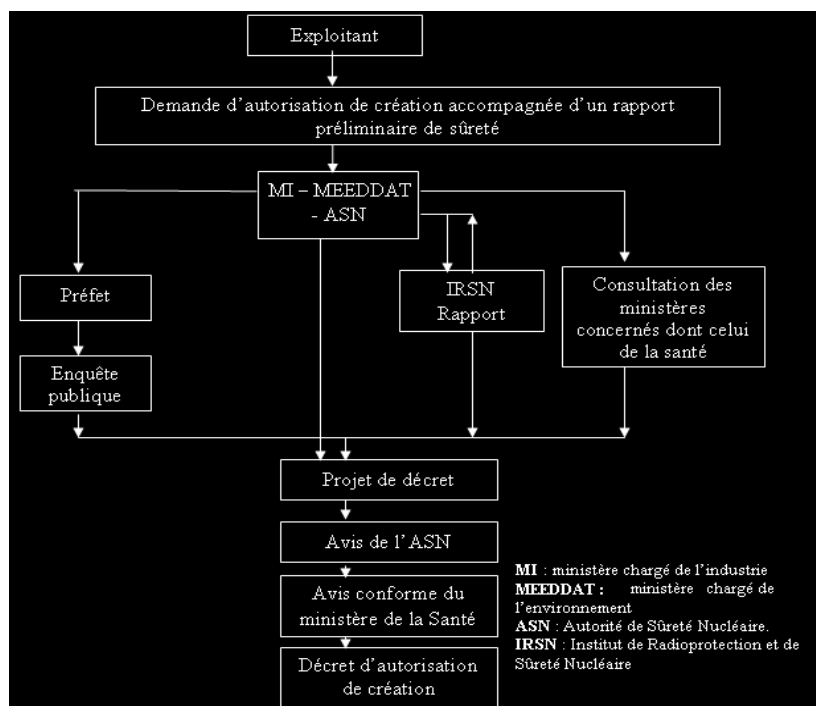 Exploitant
Demande d'autorisation de création accompagnée d'un rapport
préliminaire de sûreté
MI – MEEDDAT
- ASN
Préfet
IRSN
Rapport
Consultation des
ministères
concernés dont celui
de la santé
Enquête
publique
Projet de décret
Avis de l'ASN
Avis conforme du
ministère de la Santé
Décret d'autorisation
de création
MI : ministère chargé de l'industrie
MEEDDAT : ministère chargé de
l'environnement
ASN : Autorité de Sûreté Nucléaire.
IRSN : Institut de Radioprotection et de
Sûreté Nucléaire